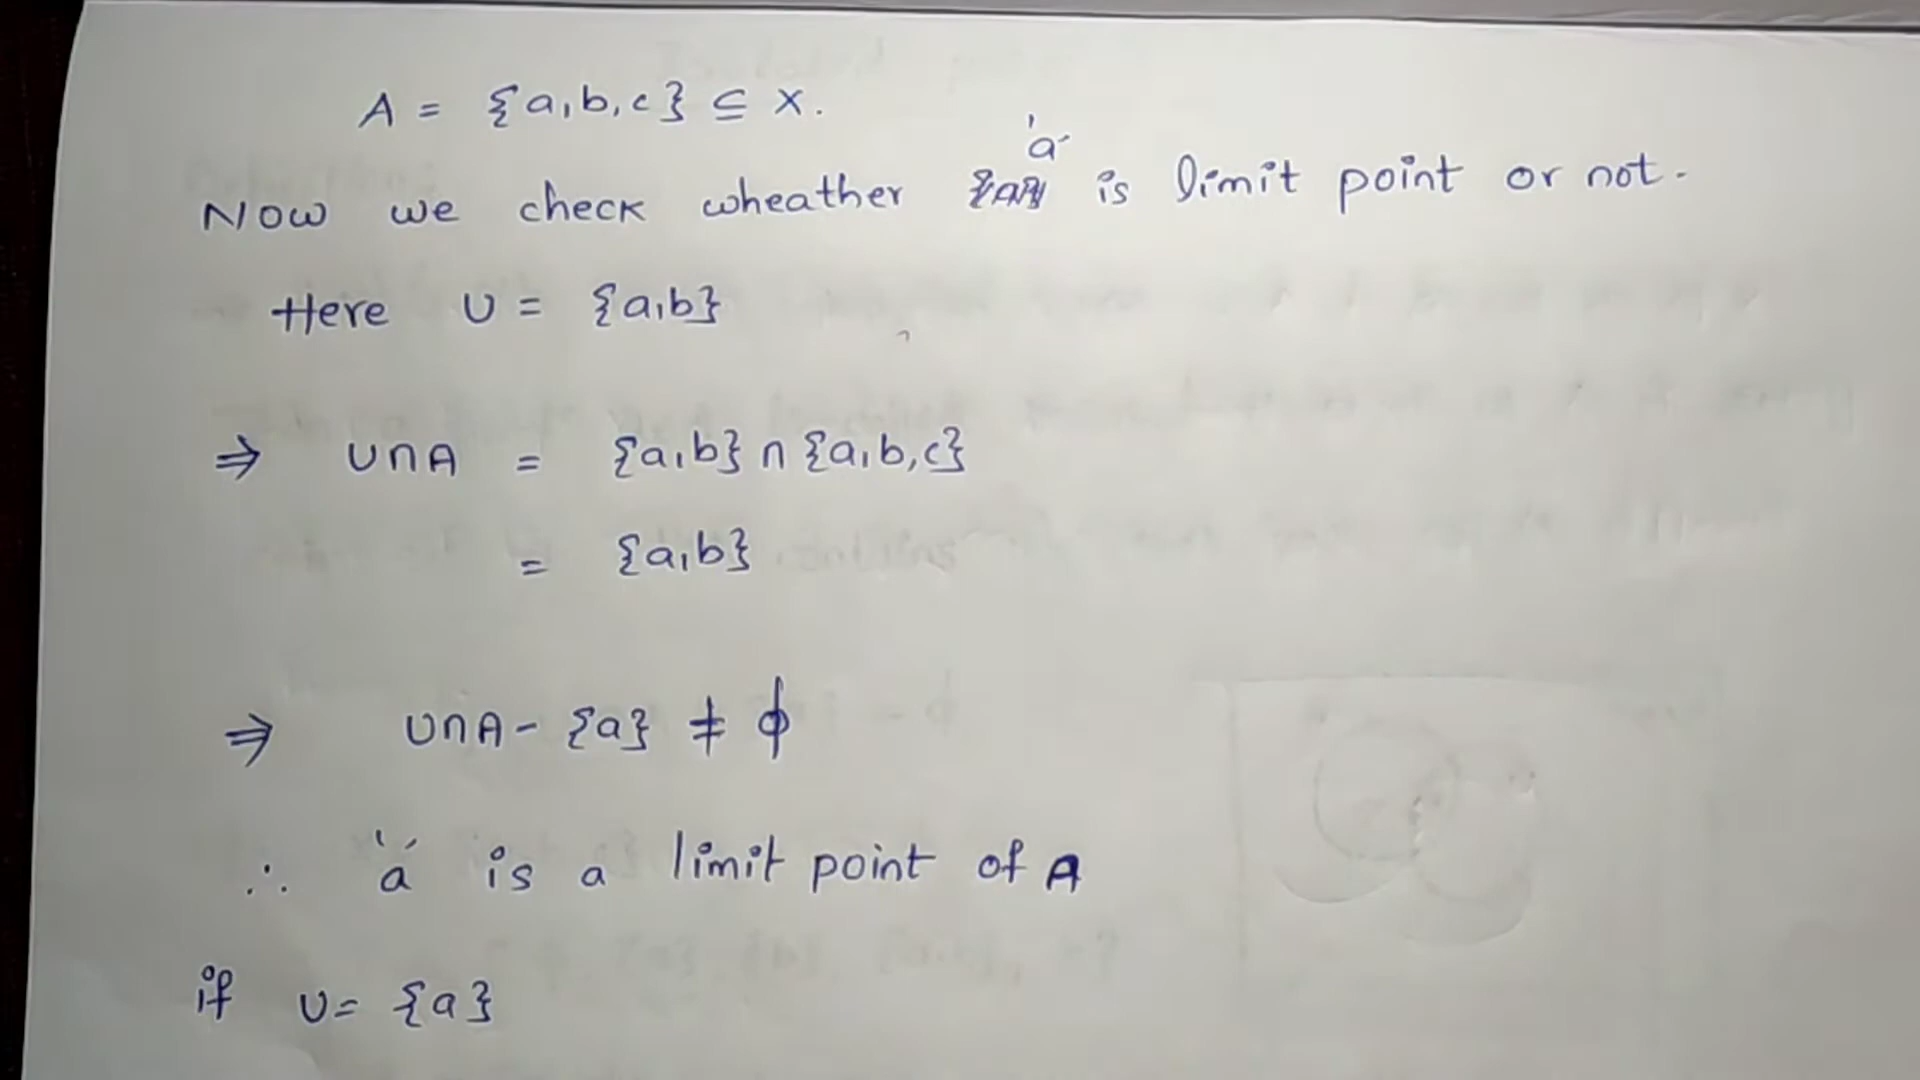 A = {a,b,c} ⊆ X.
'a'
Now we check wheather is limit point or not.
Here U = {a,b}
⇒ U∩A = {a,b} ∩ {a,b,c}
= {a,b}
⇒ U∩A - {a} ≠ ϕ
∴ 'a' is a limit point of A
if U = {a}